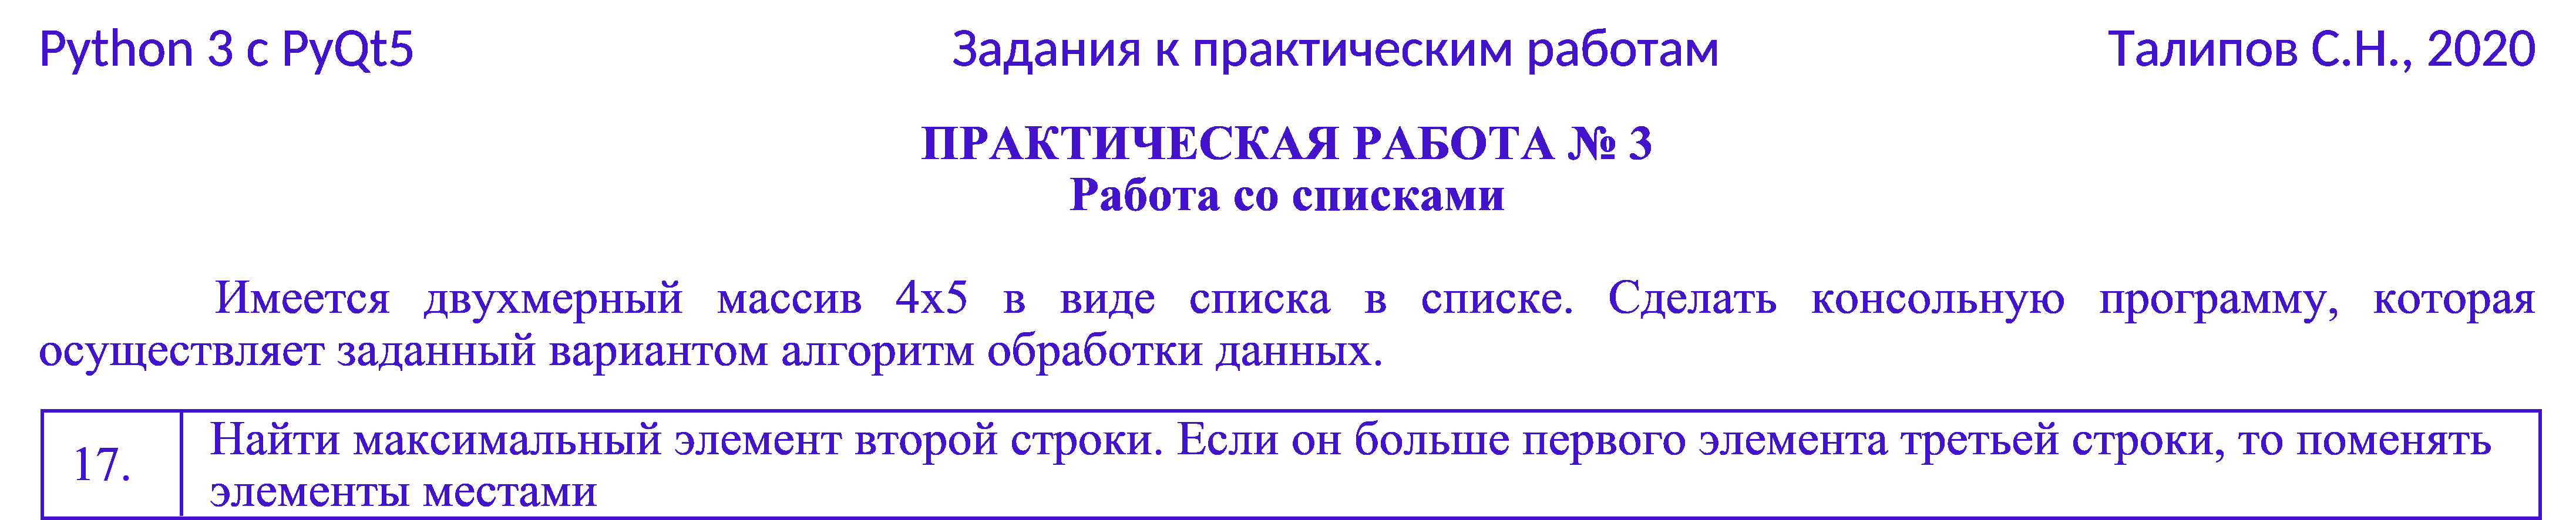 Python 3 с PyQt5 Задания к практическим работам Талипов С.Н., 2020
ПРАКТИЧЕСКАЯ РАБОТА № 3
Работа со списками
Имеется двухмерный массив 4х5 в виде списка в списке. Сделать консольную программу, которая
осуществляет заданный вариантом алгоритм обработки данных.
17. Найти максимальный элемент второй строки. Если он больше первого элемента третьей строки, то поменять
элементы местами